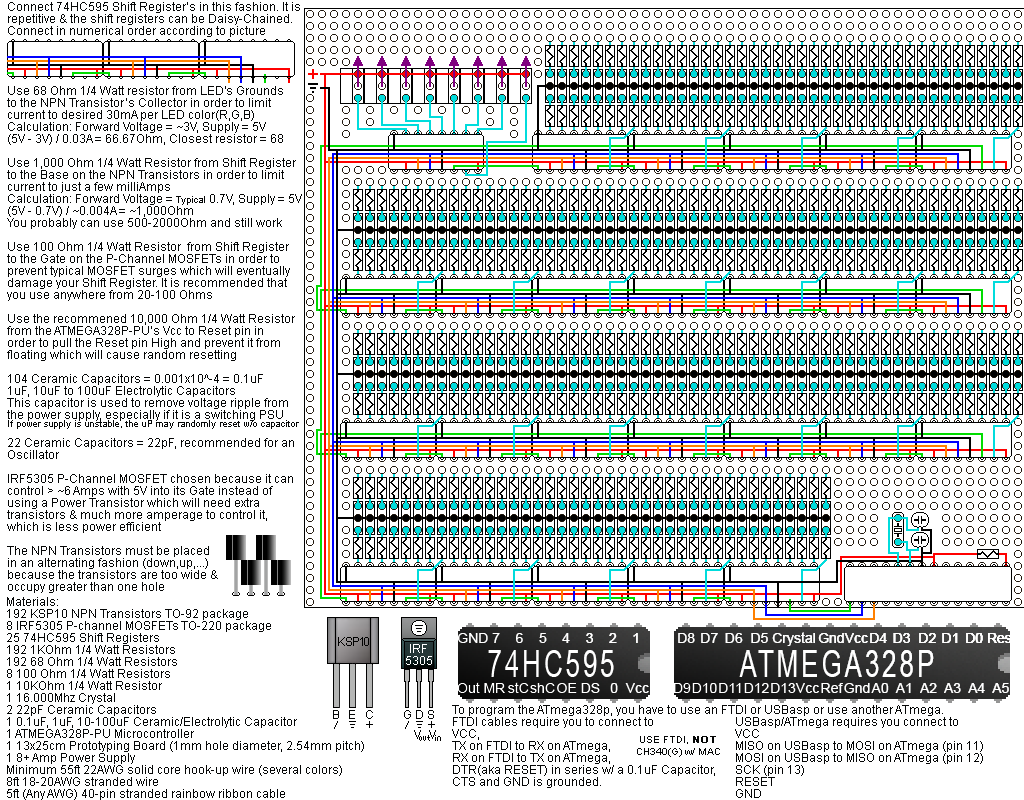 Connect 74HC595 Shift Register's in this fashion. It is
repetitive & the shift registers can be Daisy-Chained.
Connect in numerical order according to picture
Use 68 Ohm 1/4 Watt resistor from LED's Grounds
to the NPN Transistor's Collector in order to limit
current to desired 30mA per LED color(R,G,B)
Calculation: Forward Voltage = ~3V, Supply = 5V
(5V - 3V) / 0.03A = 66.67Ohm, Closest resistor = 68
Use 1,000 Ohm 1/4 Watt Resistor from Shift Register
to the Base on the NPN Transistors in order to limit
current to just a few milliAmps
Calculation: Forward Voltage = Typical 0.7V, Supply = 5V
(5V - 0.7V) / ~0.004A = ~1,000Ohm
You probably can use 500-2000Ohm and still work
Use 100 Ohm 1/4 Watt Resistor from Shift Register
to the Gate on the P-Channel MOSFETs in order to
prevent typical MOSFET surges which will eventually
damage your Shift Register. It is recommended that
you use anywhere from 20-100 Ohms
Use the recommened 10,000 Ohm 1/4 Watt Resistor
from the ATMEGA328P-PU's Vcc to Reset pin in
order to pull the Reset pin High and prevent it from
floating which will cause random resetting
104 Ceramic Capacitors = 0.001x10^-4 = 0.1uF
1uF, 10uF to 100uF Electrolytic Capacitors
This capacitor is used to remove voltage ripple from
the power supply, especially if it is a switching PSU
If power supply is unstable, the uP may randomly reset w/o capacitor
22 Ceramic Capacitors = 22pF, recommended for an
Oscillator
IRF5305 P-Channel MOSFET chosen because it can
control > ~6 Amps with 5V into its Gate instead of
using a Power Transistor which will need extra
transistors & much more amperage to control it,
which is less power efficient
The NPN Transistors must be placed
in an alternating fashion (down,up,...)
because the transistors are too wide &
occupy greater than one hole
Materials:
192 KSP10 NPN Transistors TO-92 package
8 IRF5305 P-channel MOSFETs TO-220 package
25 74HC595 Shift Registers
192 1KOhm 1/4 Watt Resistors
192 68 Ohm 1/4 Watt Resistors
8 100 Ohm 1/4 Watt Resistors
1 10KOhm 1/4 Watt Resistor
1 16.000Mhz Crystal
2 22pF Ceramic Capacitors
1 0.1uF, 1uF, 10-100uF Ceramic/Electrolytic Capacitor
1 ATMEGA328P-PU Microcontroller
1 13x25cm Prototyping Board (1mm hole diameter, 2.54mm pitch)
1 8+ Amp Power Supply
Minimum 55ft 22AWG solid core hook-up wire (several colors)
8ft 18-20AWG stranded wire
5ft (Any AWG) 40-pin stranded rainbow ribbon cable
+
KSP10
B E C
/ - +
IRF
5305
G D S
/ - +
Vout Vin
GND 7 6 5 4 3 2 1
74HC595
Out MR stCshC OE DS 0 Vcc
D8 D7 D6 D5 Crystal Gnd Vcc D4 D3 D2 D1 D0 Res
ATMEGA328P
D9 D10 D11 D12 D13 Vcc Ref Gnd A0 A1 A2 A3 A4 A5
To program the Atmega328p, you have to use an FTDI or USBasp or use another Atmega.
FTDI cables require you to connect to
VCC,
TX on FTDI to RX on ATmega,
RX on FTDI to TX on ATmega,
DTR(aka RESET) in series w/ a 0.1uF Capacitor,
CTS and GND is grounded.
USE FTDI, NOT
CH340(G) w/ MAC
USBasp/ATmega requires you connect to
VCC
MISO on USBasp to MOSI on ATmega (pin 11)
MOSI on USBasp to MISO on ATmega (pin 12)
SCK (pin 13)
RESET
GND